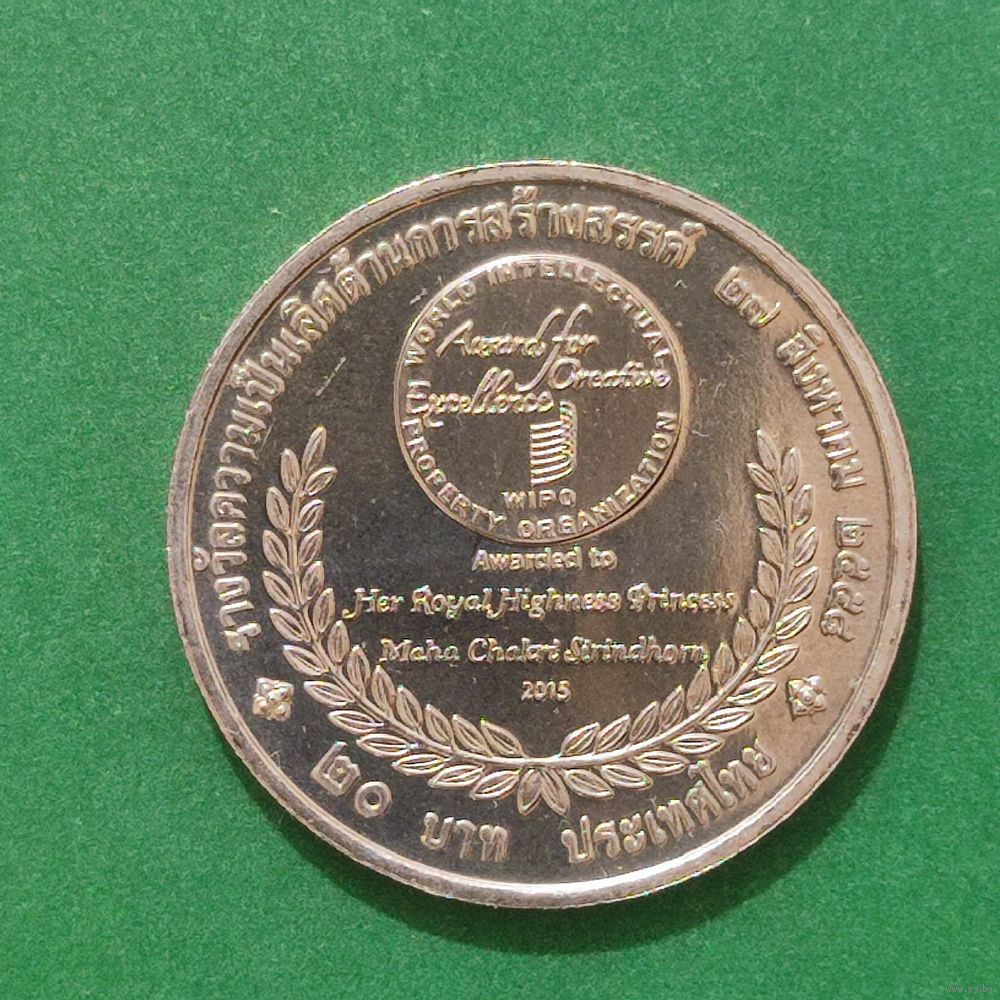 รางวัลความเป็นเลิศด้านการสร้างสรรค์ ๒๗ สิงหาคม ๒๕๕๘
WORLD INTELLECTUAL PROPERTY ORGANIZATION
Award for
Creative
Excellence
WIPO
Awarded to
Her Royal Highness Princess
Maha Chakri Sirindhorn
2015
๒๐ บาท ประเทศไทย
www.ay.by